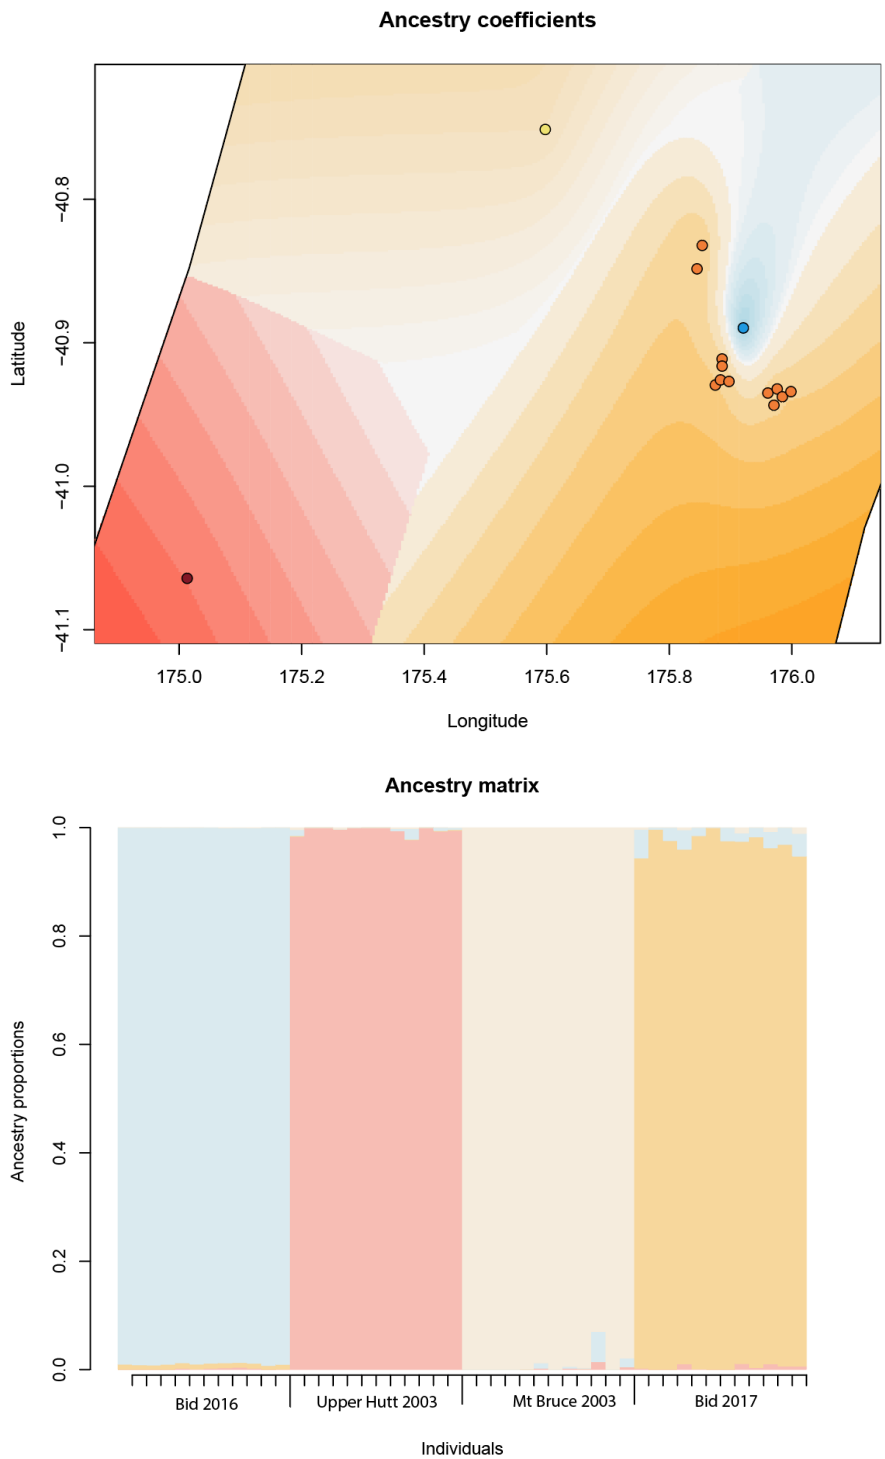 Ancestry coefficients
Latitude
−40.8
−40.9
−41.0
−41.1
175.0 175.2 175.4 175.6 175.8 176.0
Longitude
Ancestry matrix
Ancestry proportions
1.0
0.8
0.6
0.4
0.2
0.0
Bid 2016 Upper Hutt 2003 Mt Bruce 2003 Bid 2017
Individuals